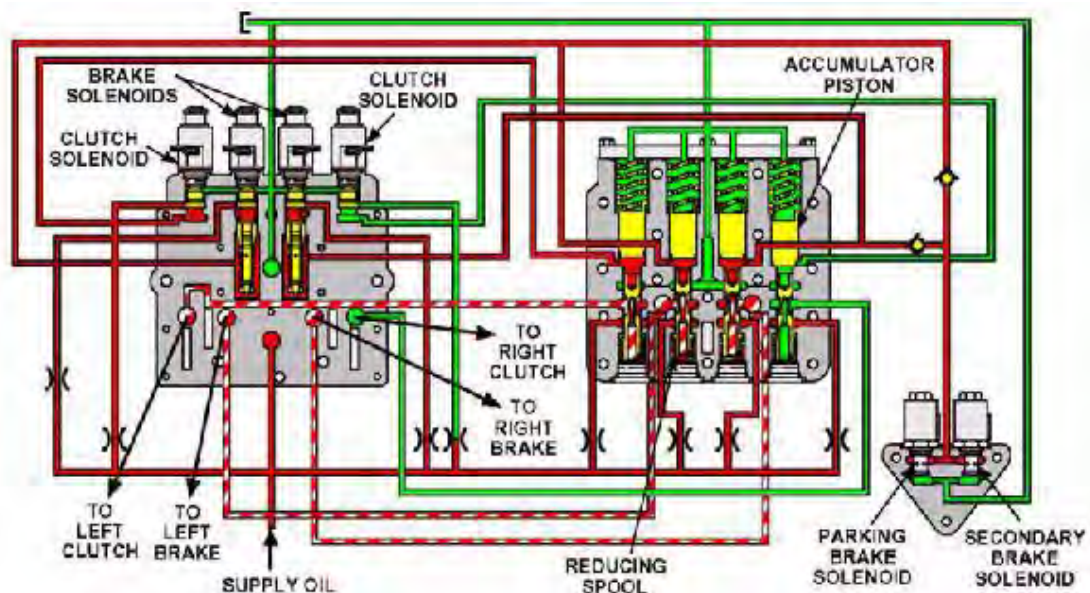 BRAKE
SOLENOIDS
CLUTCH
SOLENOID
CLUTCH
SOLENOID
ACCUMULATOR
PISTON
TO
RIGHT
CLUTCH
TO
RIGHT
BRAKE
TO
LEFT
CLUTCH
TO
LEFT
BRAKE
SUPPLY OIL
REDUCING
SPOOL
PARKING
BRAKE
SOLENOID
SECONDARY
BRAKE
SOLENOID